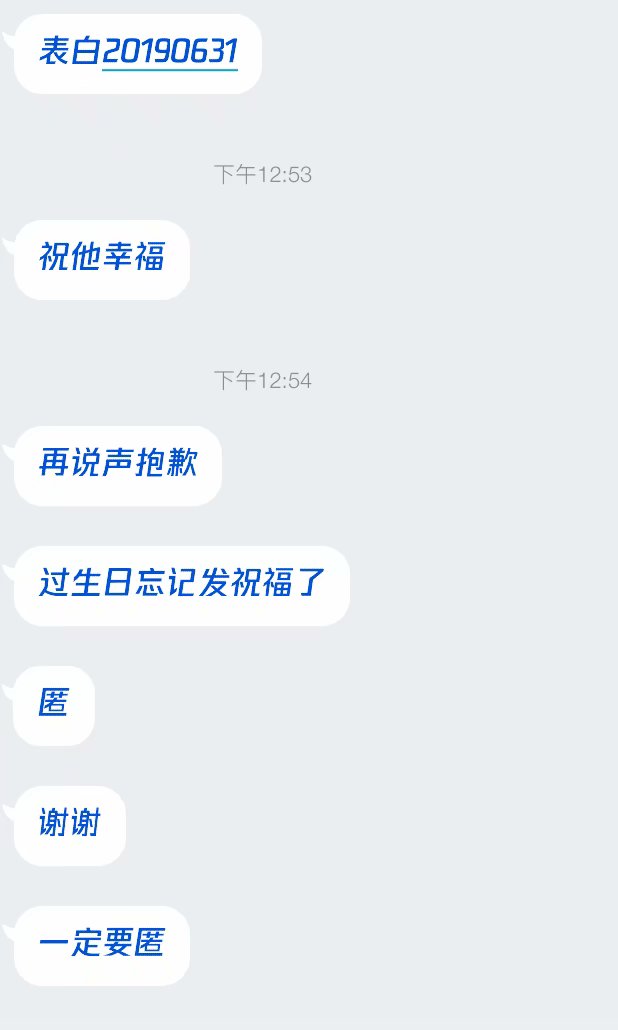 表白20190631
下午12:53
祝他幸福
下午12:54
再说声抱歉
过生日忘记发祝福了
匿
谢谢
一定要匿